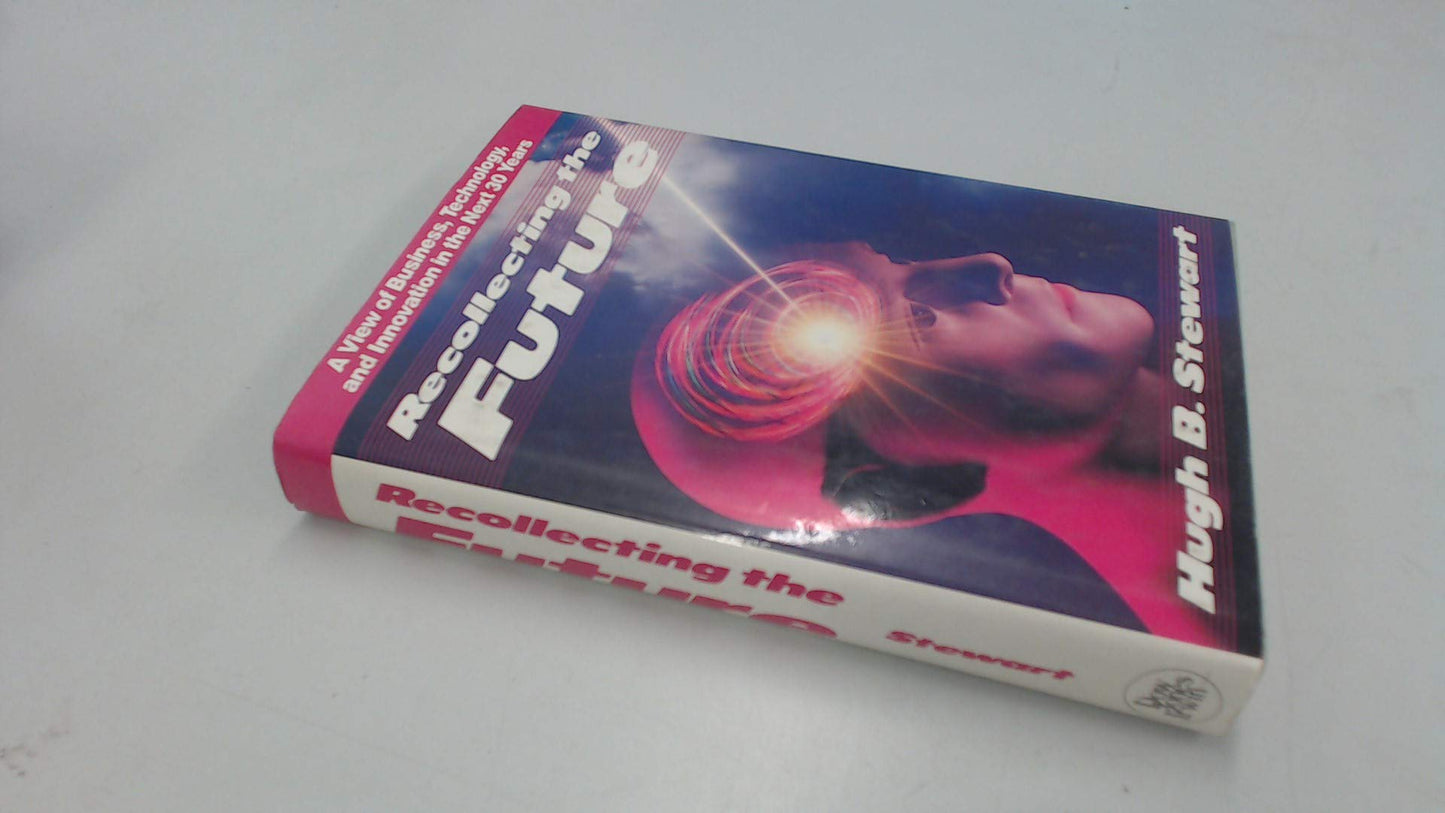 A View of Business, Technology,
and Innovation in the Next 30 Years
Recollecting the
Future
Hugh B. Stewart
Recollecting the
Future
Stewart